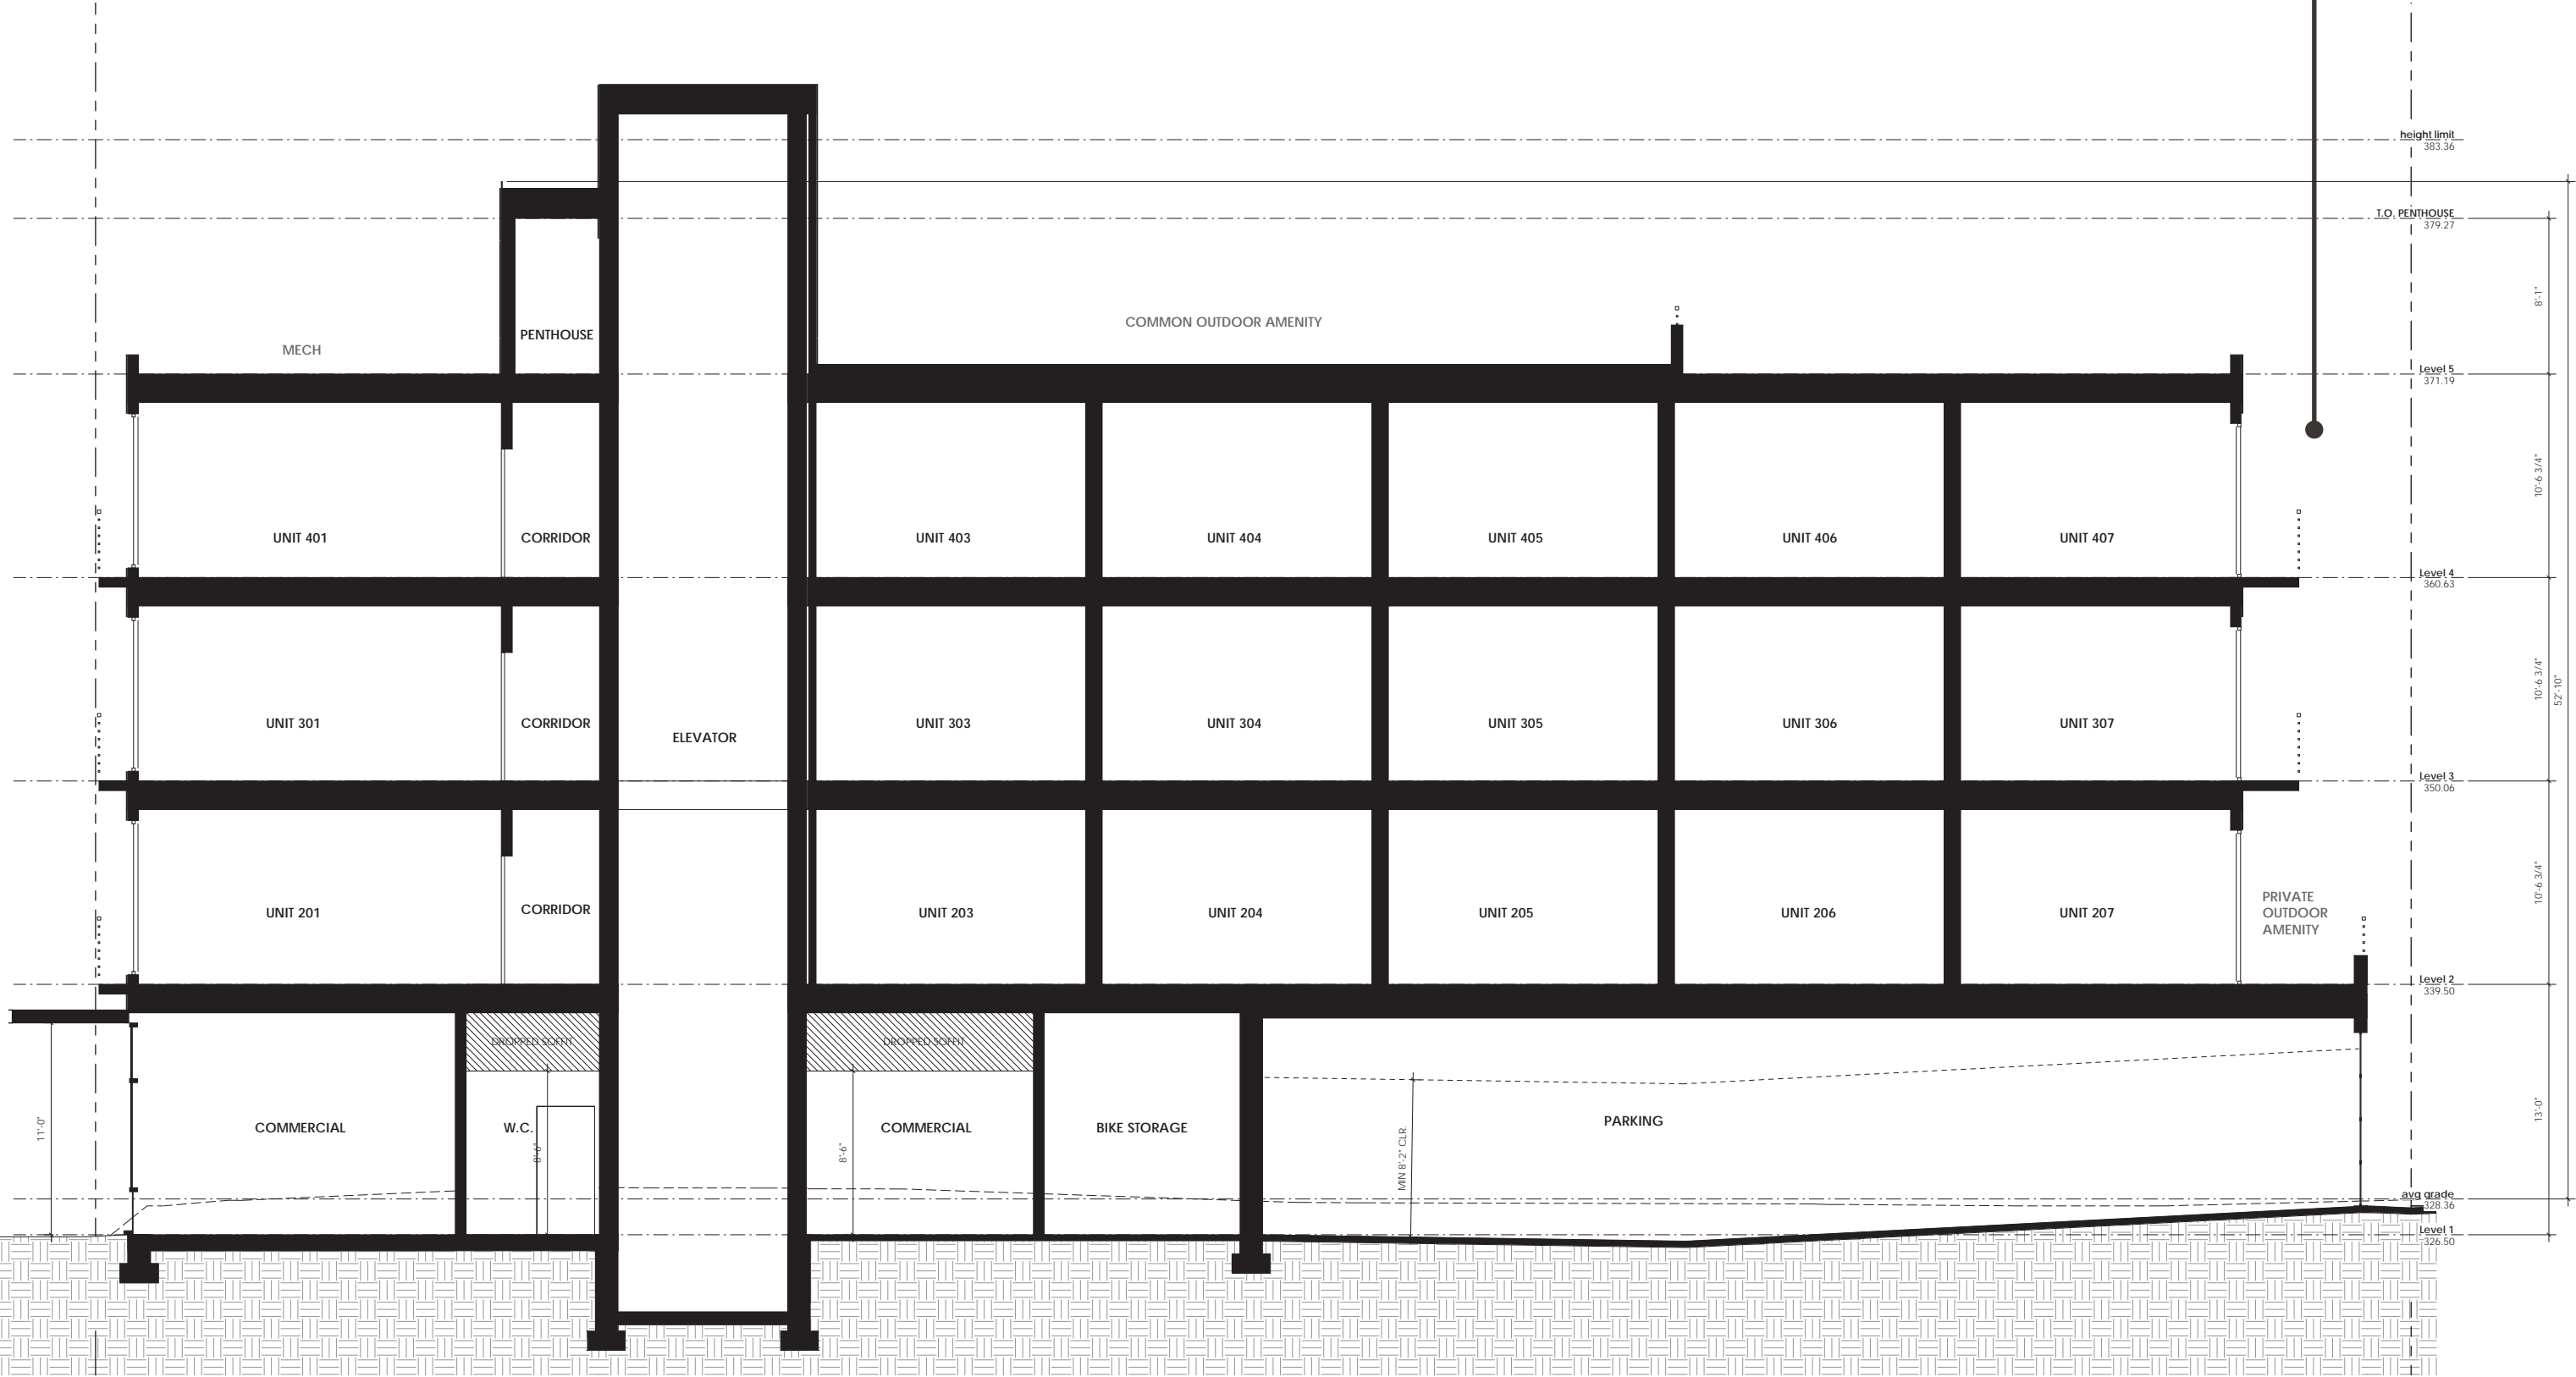 height limit
383.36
T.O. PENTHOUSE
379.27
8'-1"
COMMON OUTDOOR AMENITY
PENTHOUSE
MECH
Level 5
371.19
10'-6 3/4"
UNIT 401
CORRIDOR
UNIT 403
UNIT 404
UNIT 405
UNIT 406
UNIT 407
Level 4
360.63
10'-6 3/4"
52'-10"
UNIT 301
CORRIDOR
ELEVATOR
UNIT 303
UNIT 304
UNIT 305
UNIT 306
UNIT 307
Level 3
350.06
10'-6 3/4"
UNIT 201
CORRIDOR
UNIT 203
UNIT 204
UNIT 205
UNIT 206
UNIT 207
PRIVATE
OUTDOOR
AMENITY
Level 2
339.50
DROPPED SOFFIT
DROPPED SOFFIT
11'-0"
COMMERCIAL
W.C.
8'-6"
8'-6"
COMMERCIAL
BIKE STORAGE
MIN 8'-2" CLR.
PARKING
13'-0"
avg grade
328.36
Level 1
326.50